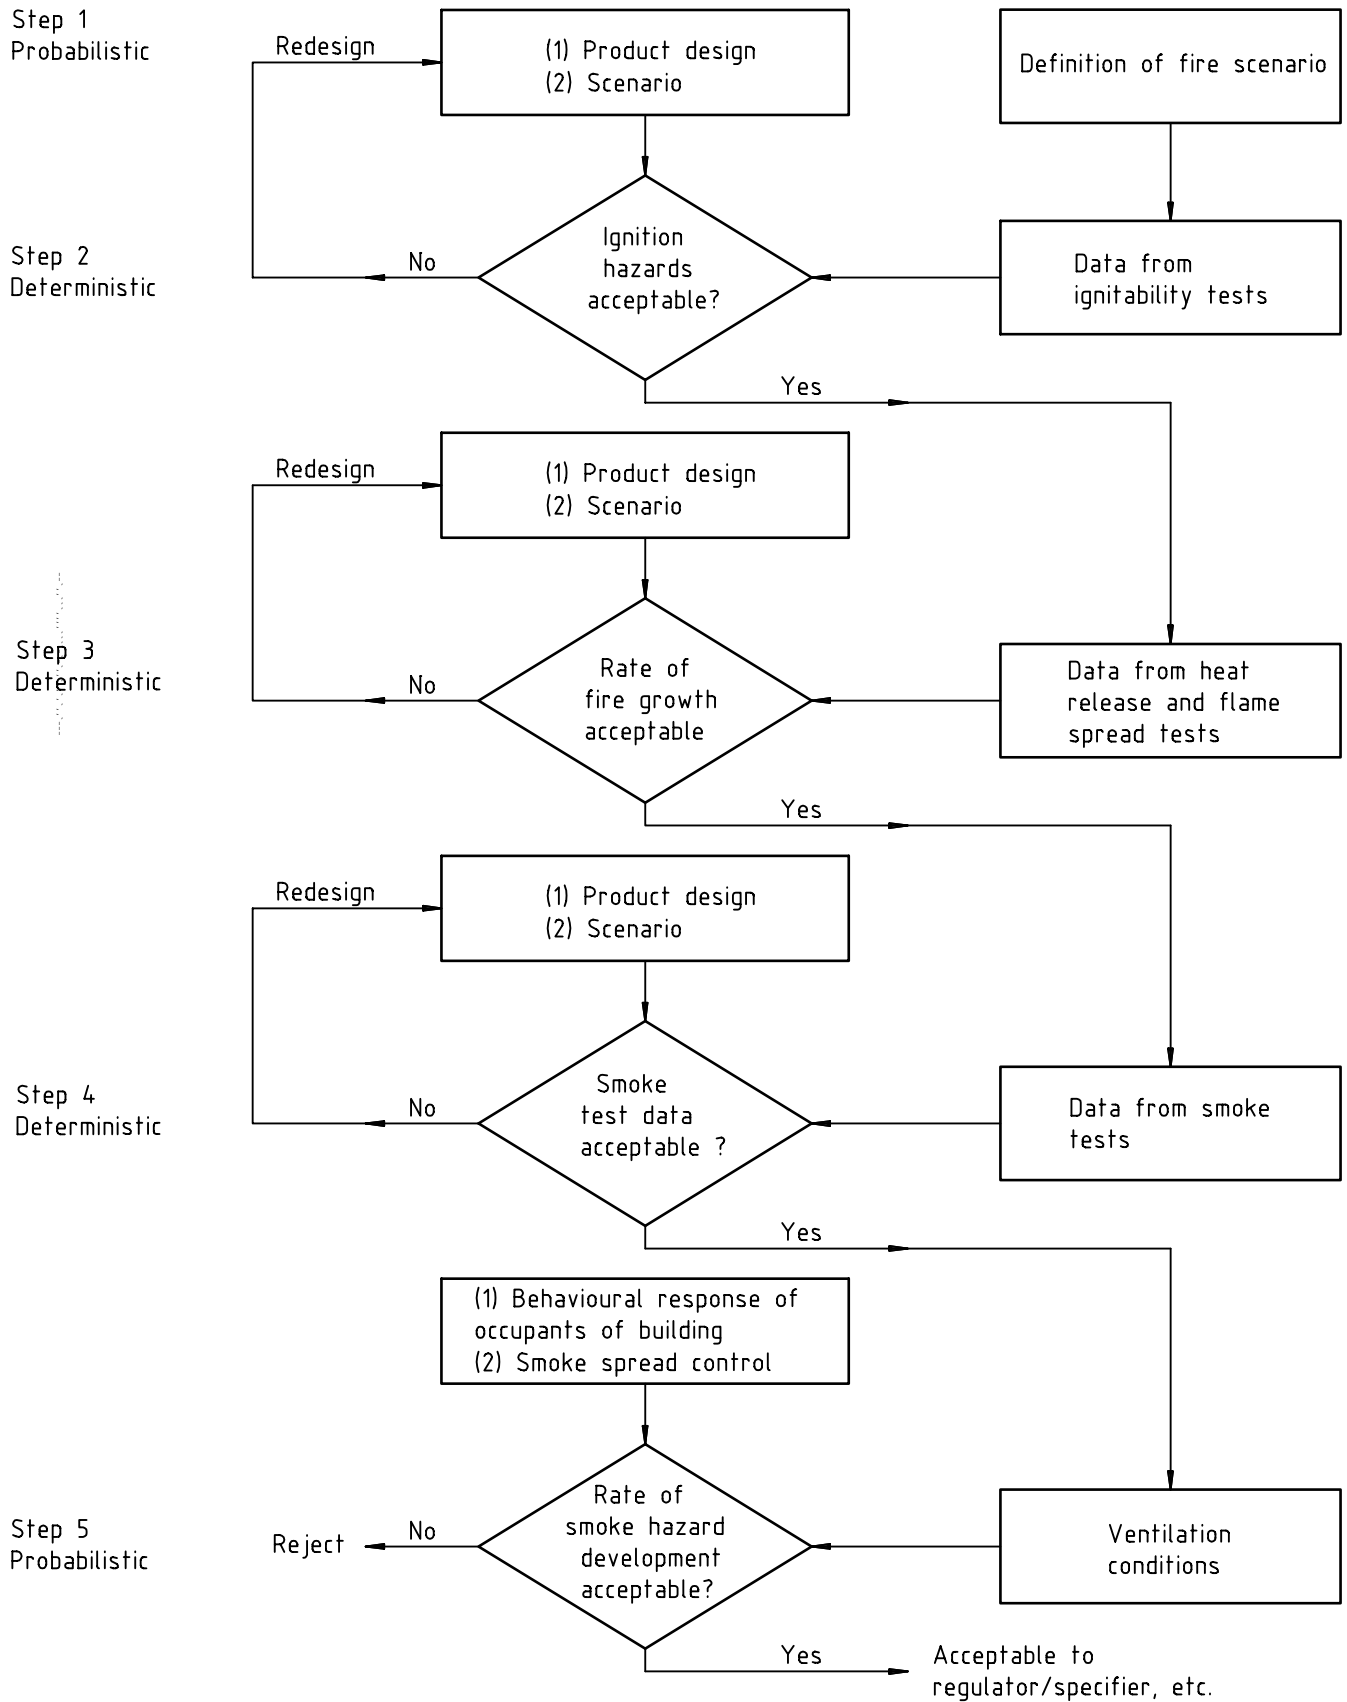 Step 1
Probabilistic
Redesign
(1) Product design
(2) Scenario
Definition of fire scenario
Step 2
Deterministic
No
Ignition
hazards
acceptable?
Data from
ignitability tests
Yes
Redesign
(1) Product design
(2) Scenario
Step 3
Deterministic
No
Rate of
fire growth
acceptable
Data from heat
release and flame
spread tests
Yes
Redesign
(1) Product design
(2) Scenario
Step 4
Deterministic
No
Smoke
test data
acceptable ?
Data from smoke
tests
Yes
(1) Behavioural response of
occupants of building
(2) Smoke spread control
Step 5
Probabilistic
Reject
No
Rate of
smoke hazard
development
acceptable?
Ventilation
conditions
Yes
Acceptable to
regulator/specifier, etc.